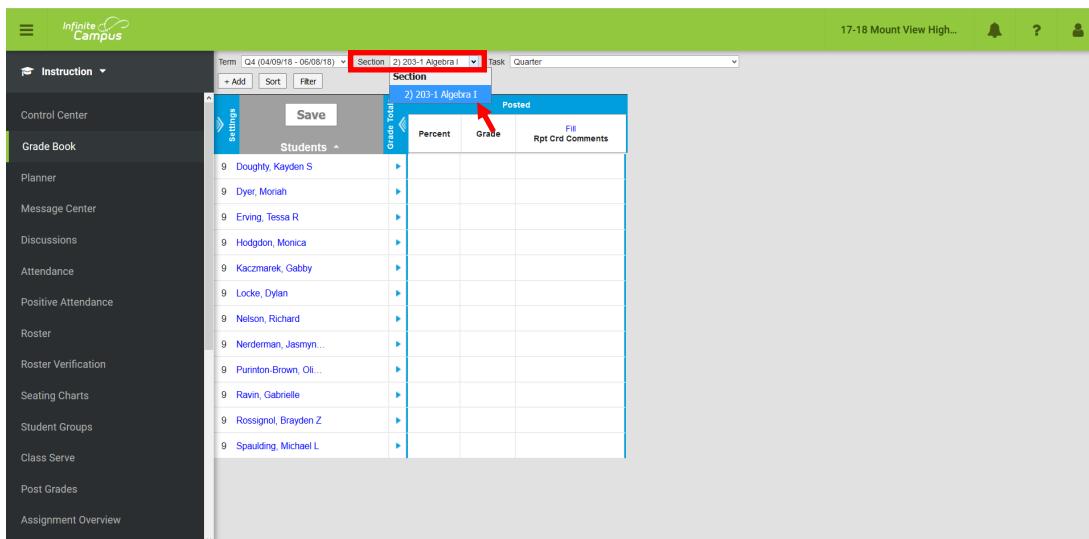 Infinite Campus
17-18 Mount View High...
?
Instruction
Term Q4 (04/09/18 - 06/08/18) Section 2) 203-1 Algebra I Task Quarter
+ Add Sort Filter
Section
2) 203-1 Algebra I
Control Center
Grade Book
Planner
Message Center
Discussions
Attendance
Positive Attendance
Roster
Roster Verification
Seating Charts
Student Groups
Class Serve
Post Grades
Assignment Overview
Settings
Save
Students
Grade Total
Posted
Percent
Grade
Fill
Rpt Crd Comments
9 Doughty, Kayden S
9 Dyer, Moriah
9 Erving, Tessa R
9 Hodgdon, Monica
9 Kaczmarek, Gabby
9 Locke, Dylan
9 Nelson, Richard
9 Nerderman, Jasmyn...
9 Purinton-Brown, Oli...
9 Ravin, Gabrielle
9 Rossignol, Brayden Z
9 Spaulding, Michael L